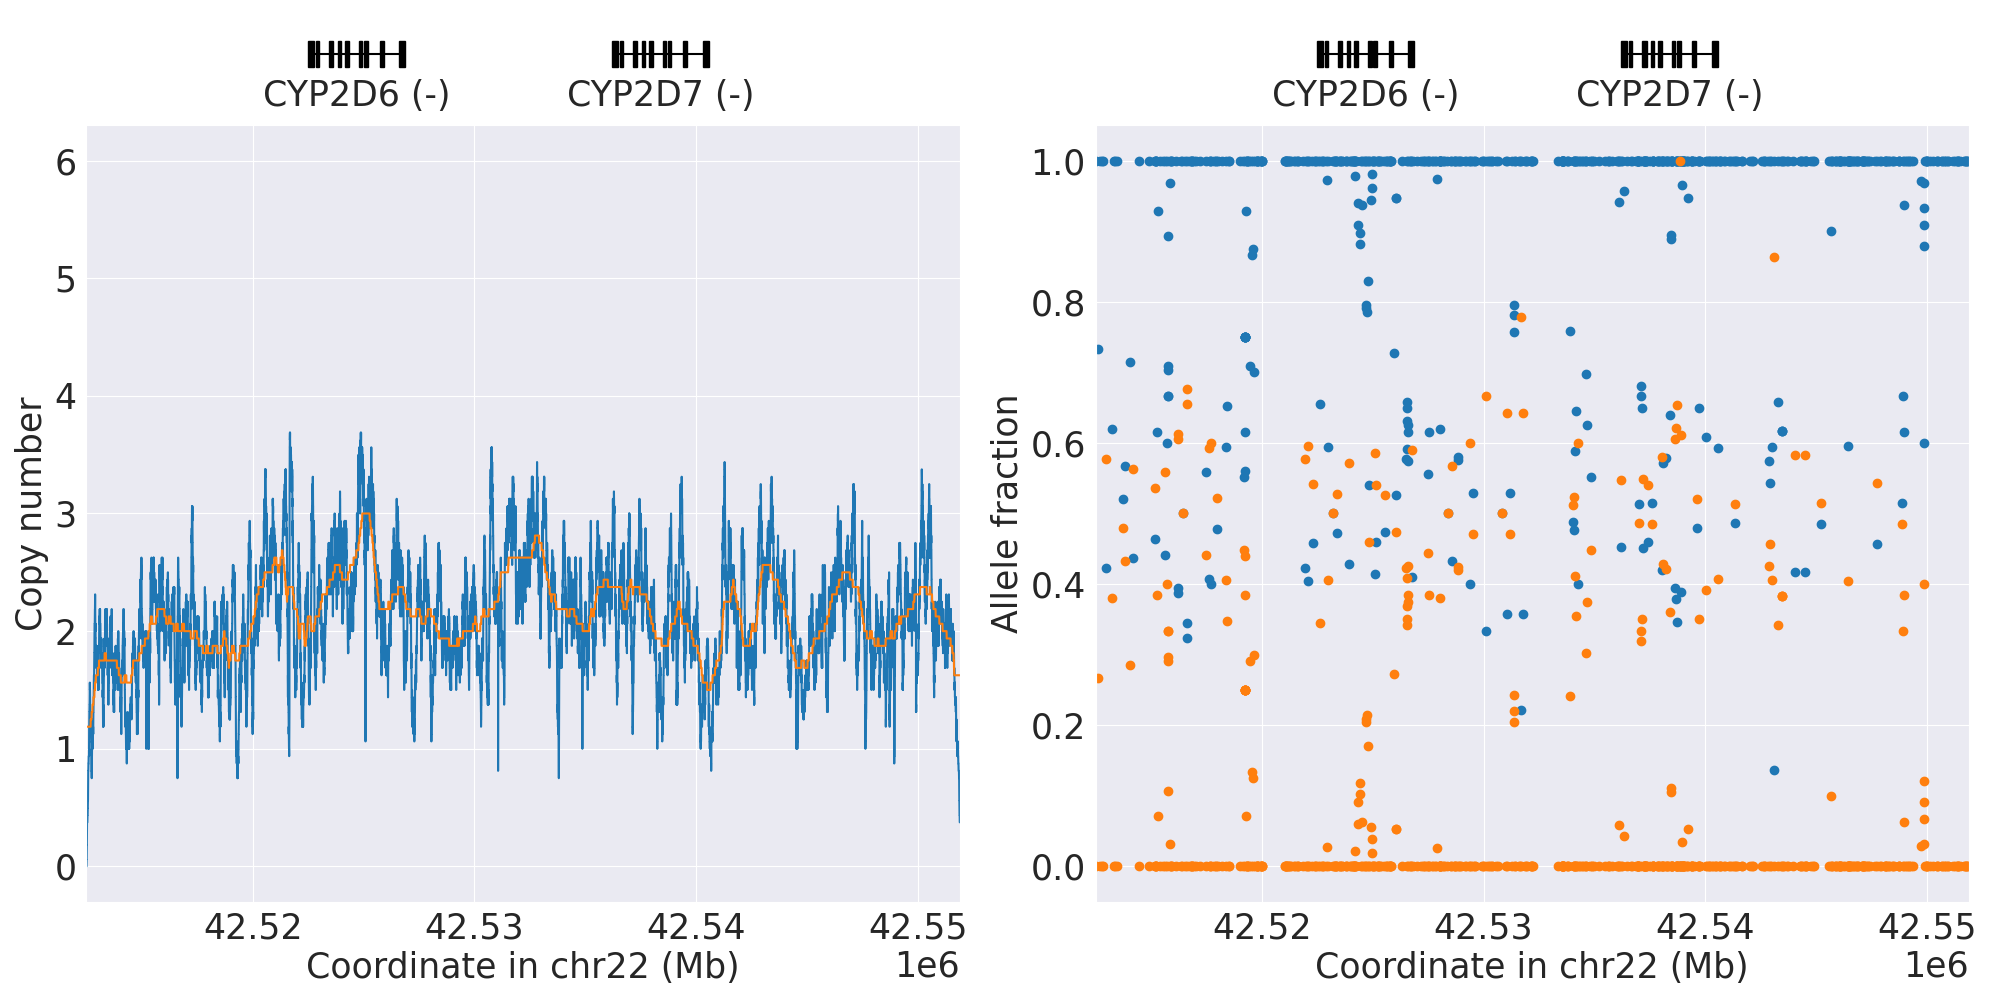 CYP2D6 (-) CYP2D7 (-)
6
5
4
3
2
1
0
Copy number
42.52 42.53 42.54 42.55
Coordinate in chr22 (Mb) 1e6
CYP2D6 (-) CYP2D7 (-)
1.0
0.8
0.6
0.4
0.2
0.0
Allele fraction
42.52 42.53 42.54 42.55
Coordinate in chr22 (Mb) 1e6